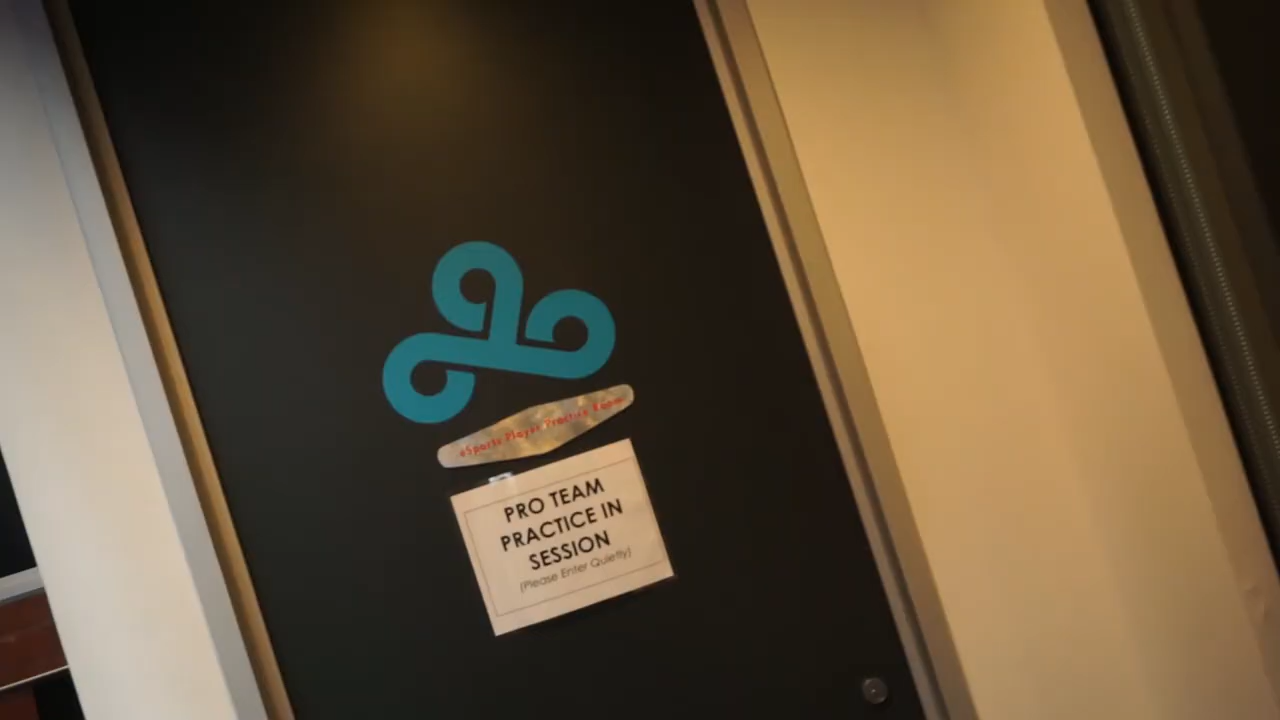 eSports Player Practice Room
PRO TEAM
PRACTICE IN
SESSION
(Please Enter Quietly)